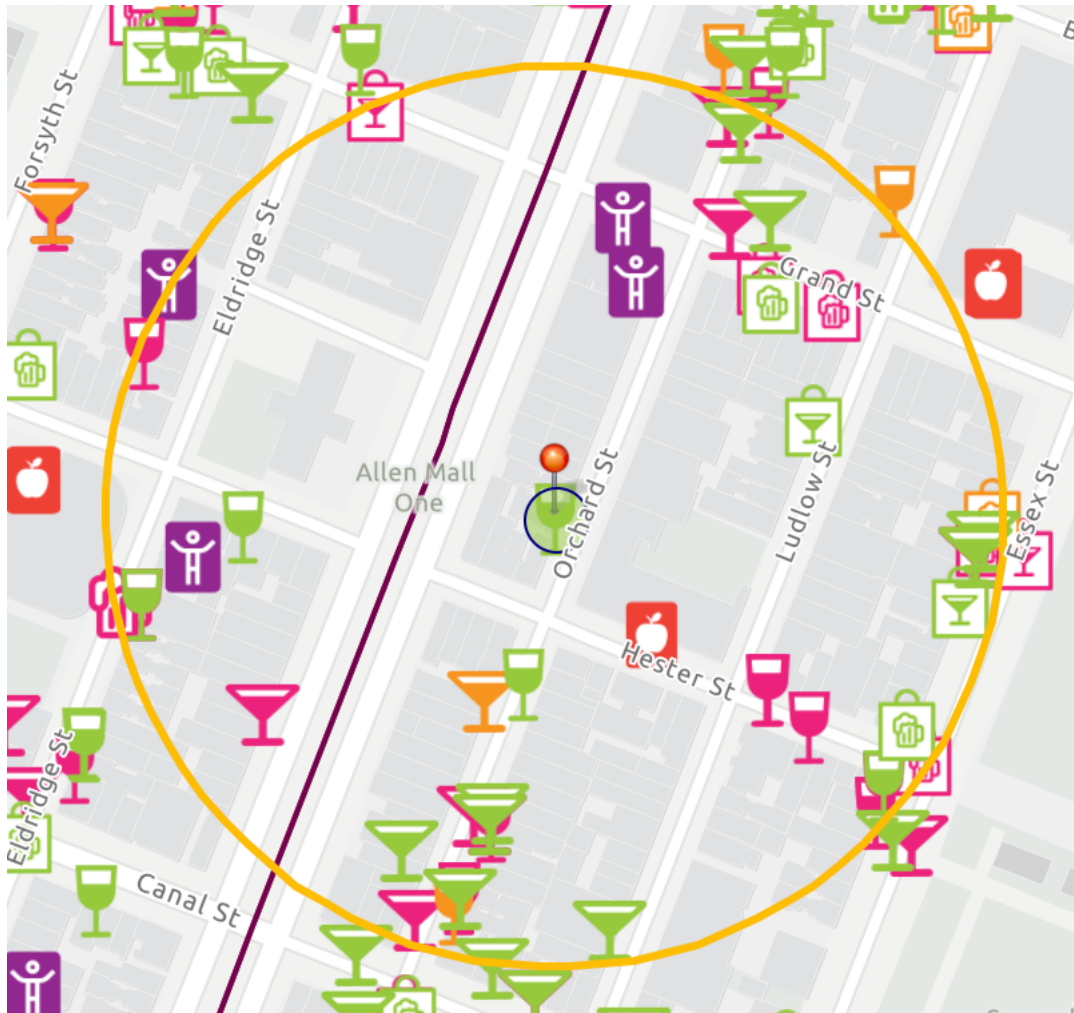 B
Forsyth St
Eldridge St
Grand St
Allen Mall
One
Orchard St
Ludlow St
Essex St
Hester St
Eldridge St
Canal St